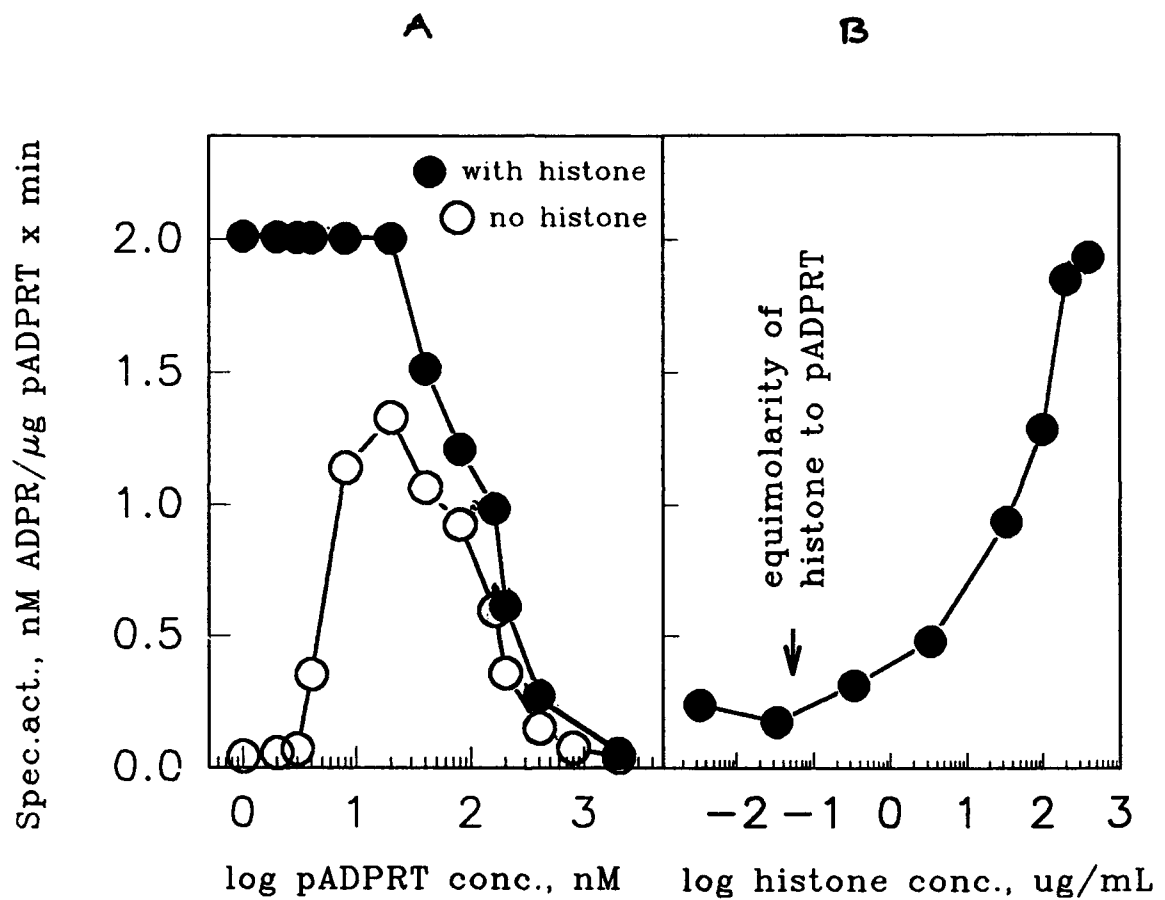 A
B
Spec.act., nM ADPR/μg pADPRT x min
with histone
no histone
2.0
1.5
1.0
0.5
0.0
0 1 2 3
log pADPRT conc., nM
equimolarity of
histone to pADPRT
−2 −1 0 1 2 3
log histone conc., ug/mL